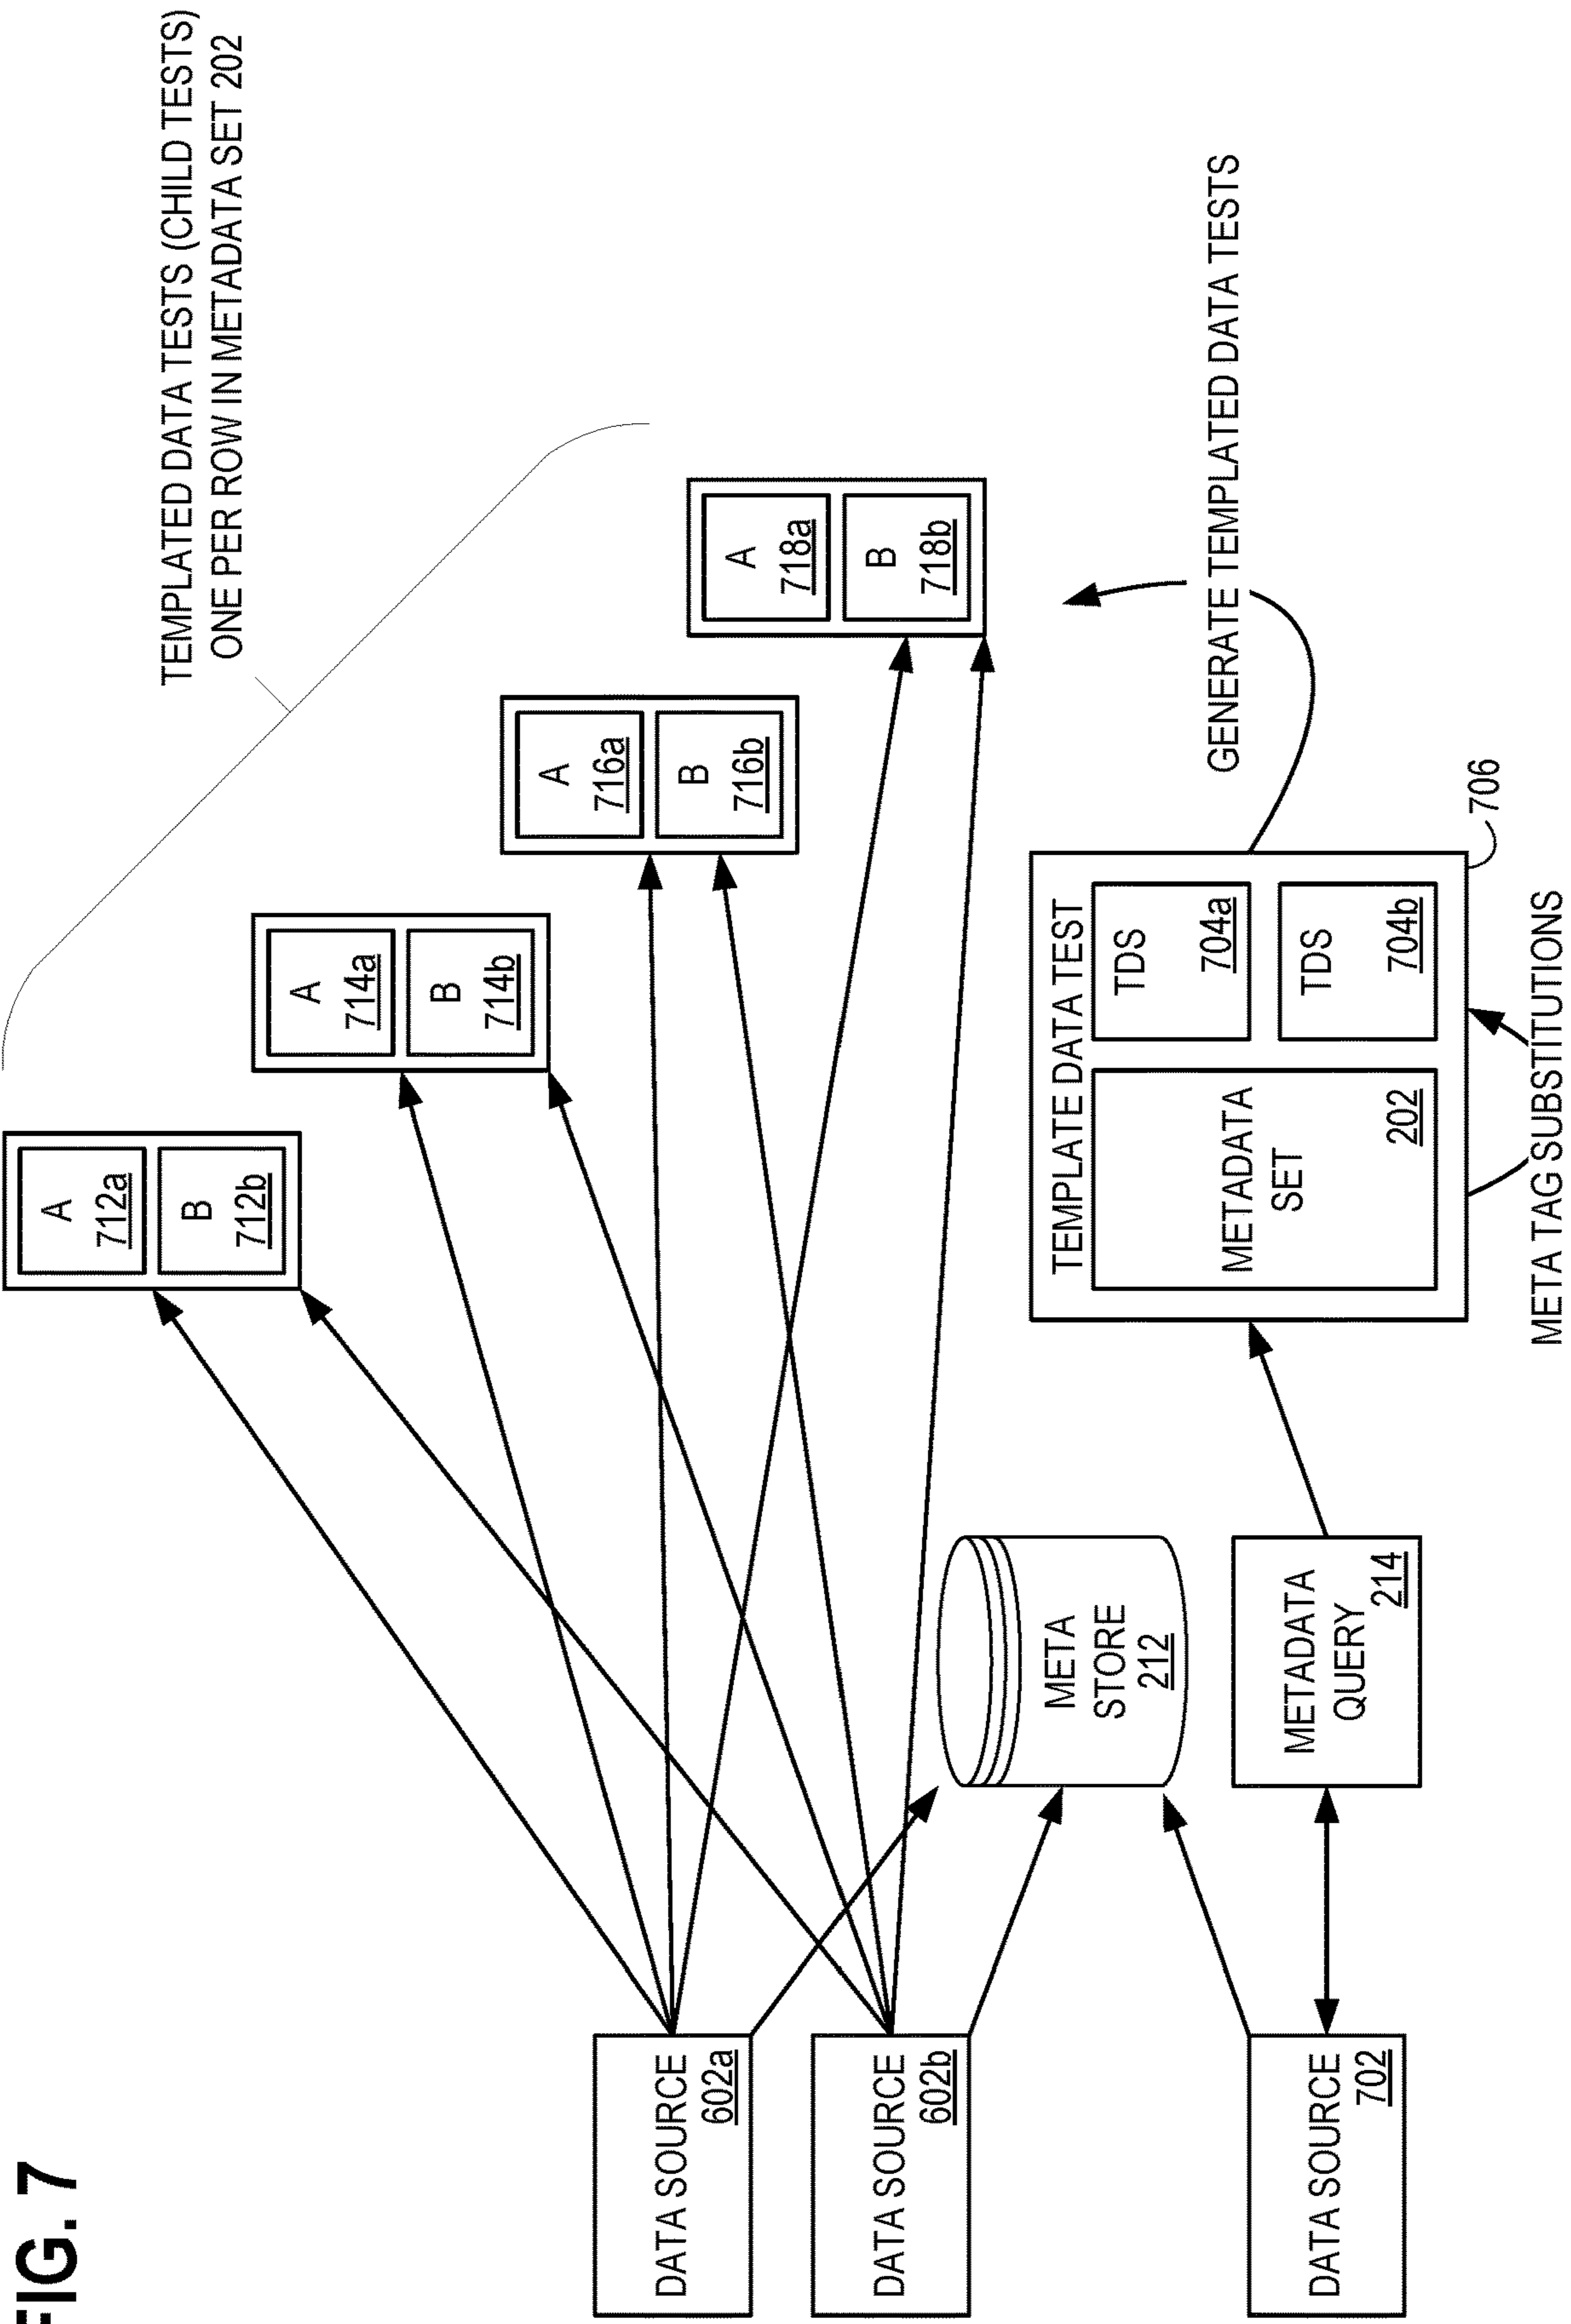 FIG. 7
TEMPLATED DATA TESTS (CHILD TESTS)
ONE PER ROW IN METADATA SET 202
A
712a
B
712b
A
714a
B
714b
A
716a
B
716b
A
718a
B
718b
DATA SOURCE
602a
DATA SOURCE
602b
META
STORE
212
DATA SOURCE
702
METADATA
QUERY
214
TEMPLATE DATA TEST
METADATA
SET
202
TDS
704a
TDS
704b
706
GENERATE TEMPLATED DATA TESTS
META TAG SUBSTITUTIONS